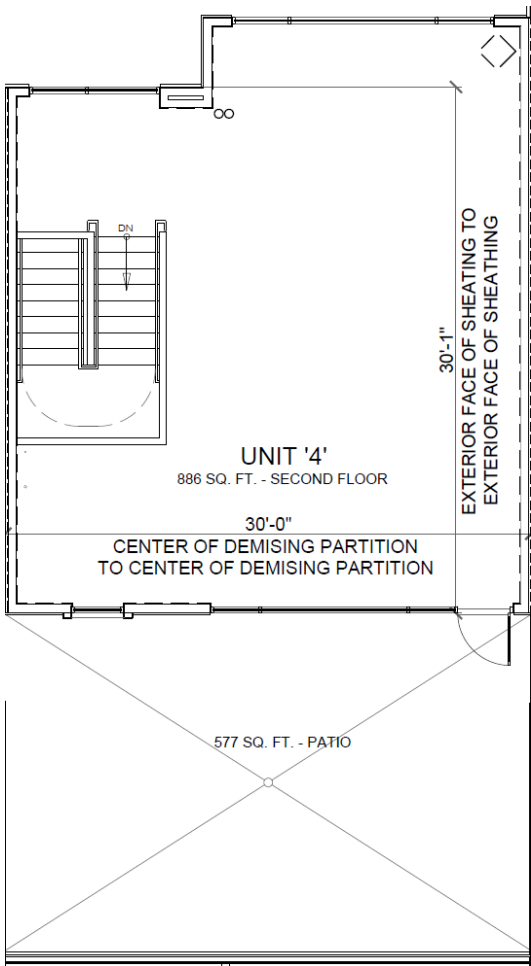 DN
30'-1"
EXTERIOR FACE OF SHEATING TO
EXTERIOR FACE OF SHEATHING
UNIT '4'
886 SQ. FT. - SECOND FLOOR
30'-0"
CENTER OF DEMISING PARTITION
TO CENTER OF DEMISING PARTITION
577 SQ. FT. - PATIO